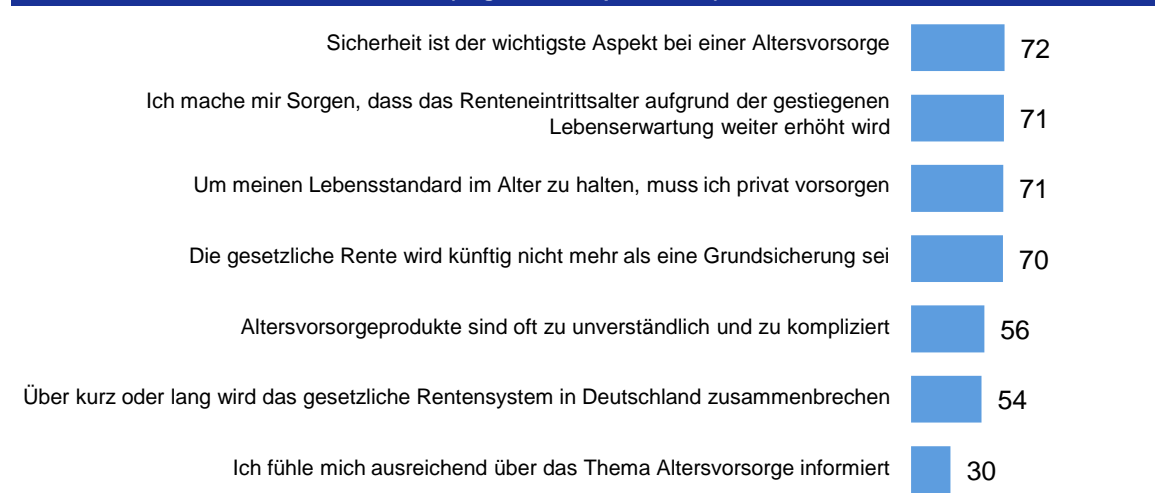 Sicherheit ist der wichtigste Aspekt bei einer Altersvorsorge 72
Ich mache mir Sorgen, dass das Renteneintrittsalter aufgrund der gestiegenen
Lebenserwartung weiter erhöht wird 71
Um meinen Lebensstandard im Alter zu halten, muss ich privat vorsorgen 71
Die gesetzliche Rente wird künftig nicht mehr als eine Grundsicherung sei 70
Altersvorsorgeprodukte sind oft zu unverständlich und zu kompliziert 56
Über kurz oder lang wird das gesetzliche Rentensystem in Deutschland zusammenbrechen 54
Ich fühle mich ausreichend über das Thema Altersvorsorge informiert 30